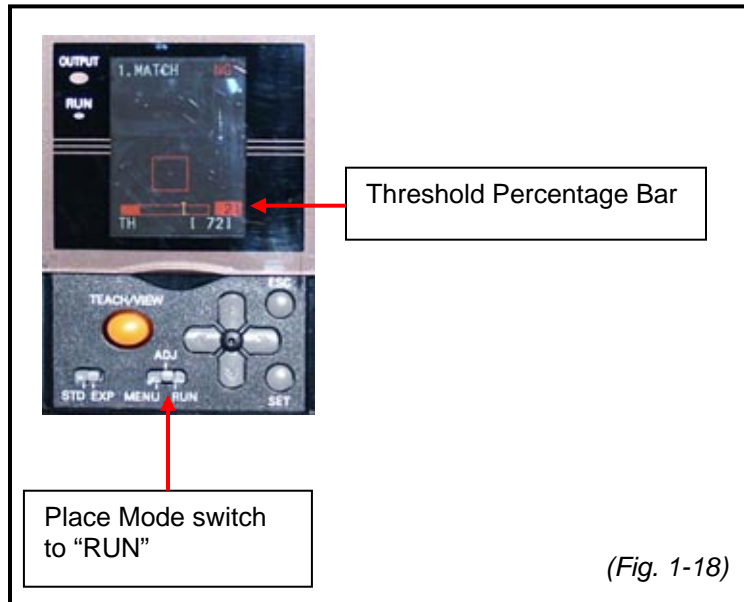 OUTPUT
RUN
1.MATCH NG
21
TH [ 72]
Threshold Percentage Bar
ESC
TEACH/VIEW
ADJ
STD EXP MENU RUN
SET
Place Mode switch
to “RUN”
(Fig. 1-18)